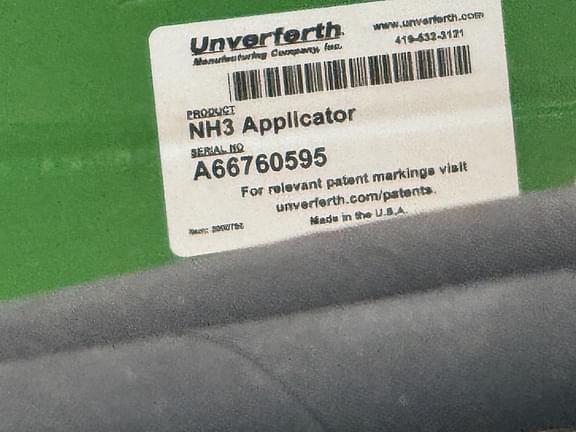 Unverferth
Manufacturing Company, Inc.
www.unverferth.com
419-532-3121
PRODUCT
NH3 Applicator
SERIAL NO
A66760595
For relevant patent markings visit
unverferth.com/patents.
Made in the U.S.A.